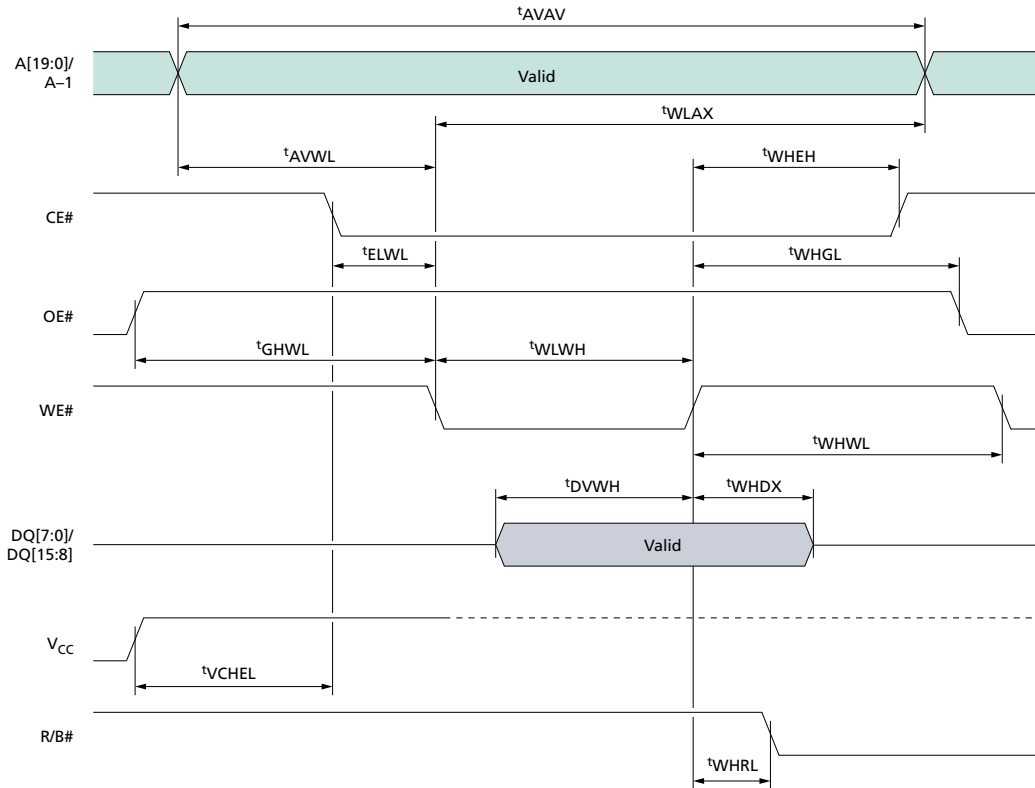 tAVAV
A[19:0]/
A–1
Valid
tWLAX
tAVWL
tWHEH
CE#
tELWL
tWHGL
OE#
tGHWL
tWLWH
WE#
tWHWL
tDVWH
tWHDX
DQ[7:0]/
DQ[15:8]
Valid
VCC
tVCHEL
R/B#
tWHRL